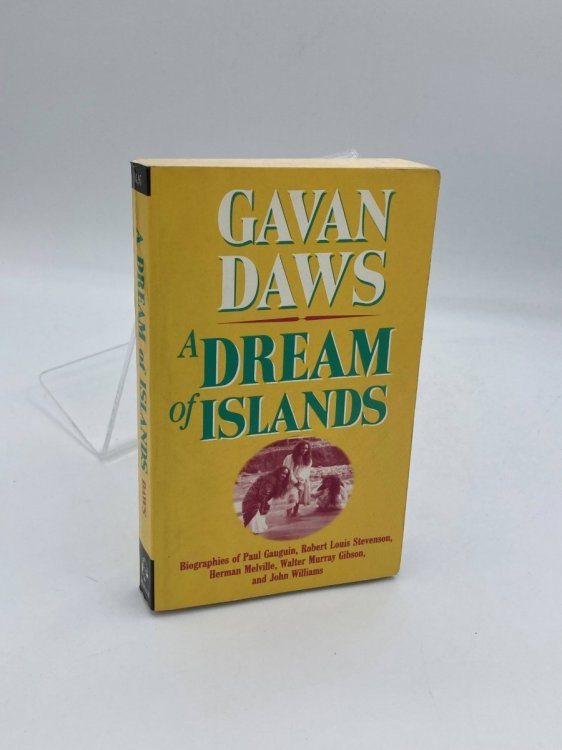 GAVAN
DAWS
A DREAM
of ISLANDS
Biographies of Paul Gauguin, Robert Louis Stevenson,
Herman Melville, Walter Murray Gibson,
and John Williams
A DREAM of ISLANDS DAWS